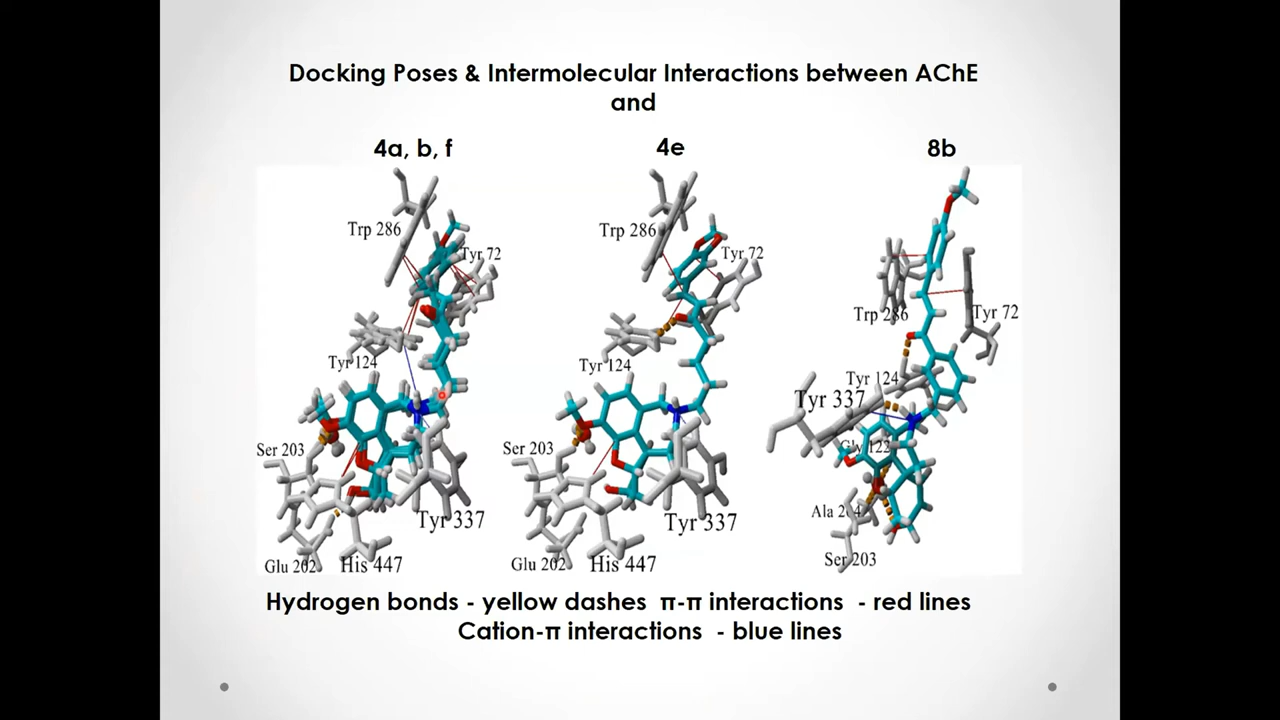 Docking Poses & Intermolecular Interactions between AChE
and
4a, b, f
4e
8b
Trp 286
Tyr 72
Tyr 124
Ser 203
Tyr 337
Glu 202
His 447
Trp 286
Tyr 72
Tyr 124
Ser 203
Tyr 337
Glu 202
His 447
Trp 286
Tyr 72
Tyr 124
Tyr 337
Gly 122
Ala 204
Ser 203
Hydrogen bonds - yellow dashes π-π interactions - red lines
Cation-π interactions - blue lines